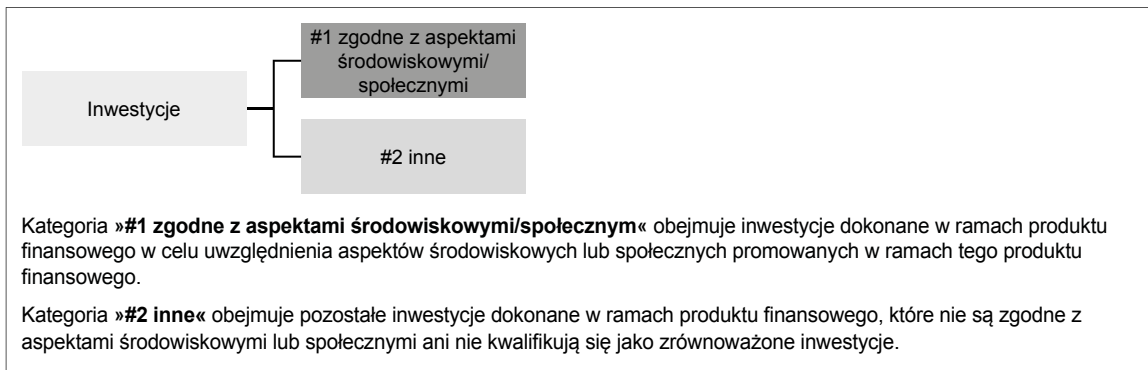 #1 zgodne z aspektami
środowiskowymi/
społecznymi
Inwestycje
#2 inne
Kategoria »#1 zgodne z aspektami środowiskowymi/społecznym« obejmuje inwestycje dokonane w ramach produktu
finansowego w celu uwzględnienia aspektów środowiskowych lub społecznych promowanych w ramach tego produktu
finansowego.
Kategoria »#2 inne« obejmuje pozostałe inwestycje dokonane w ramach produktu finansowego, które nie są zgodne z
aspektami środowiskowymi lub społecznymi ani nie kwalifikują się jako zrównoważone inwestycje.